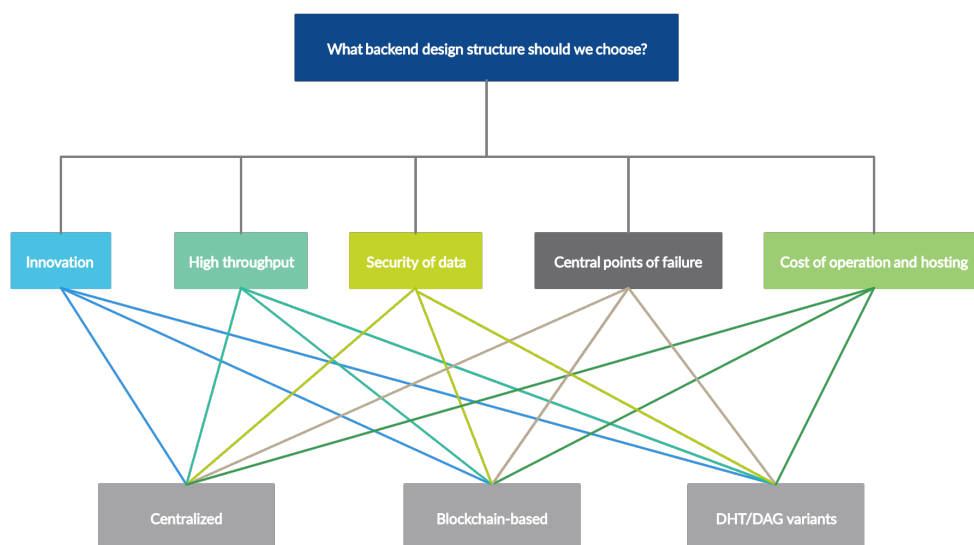 What backend design structure should we choose?
Innovation
High throughput
Security of data
Central points of failure
Cost of operation and hosting
Centralized
Blockchain-based
DHT/DAG variants